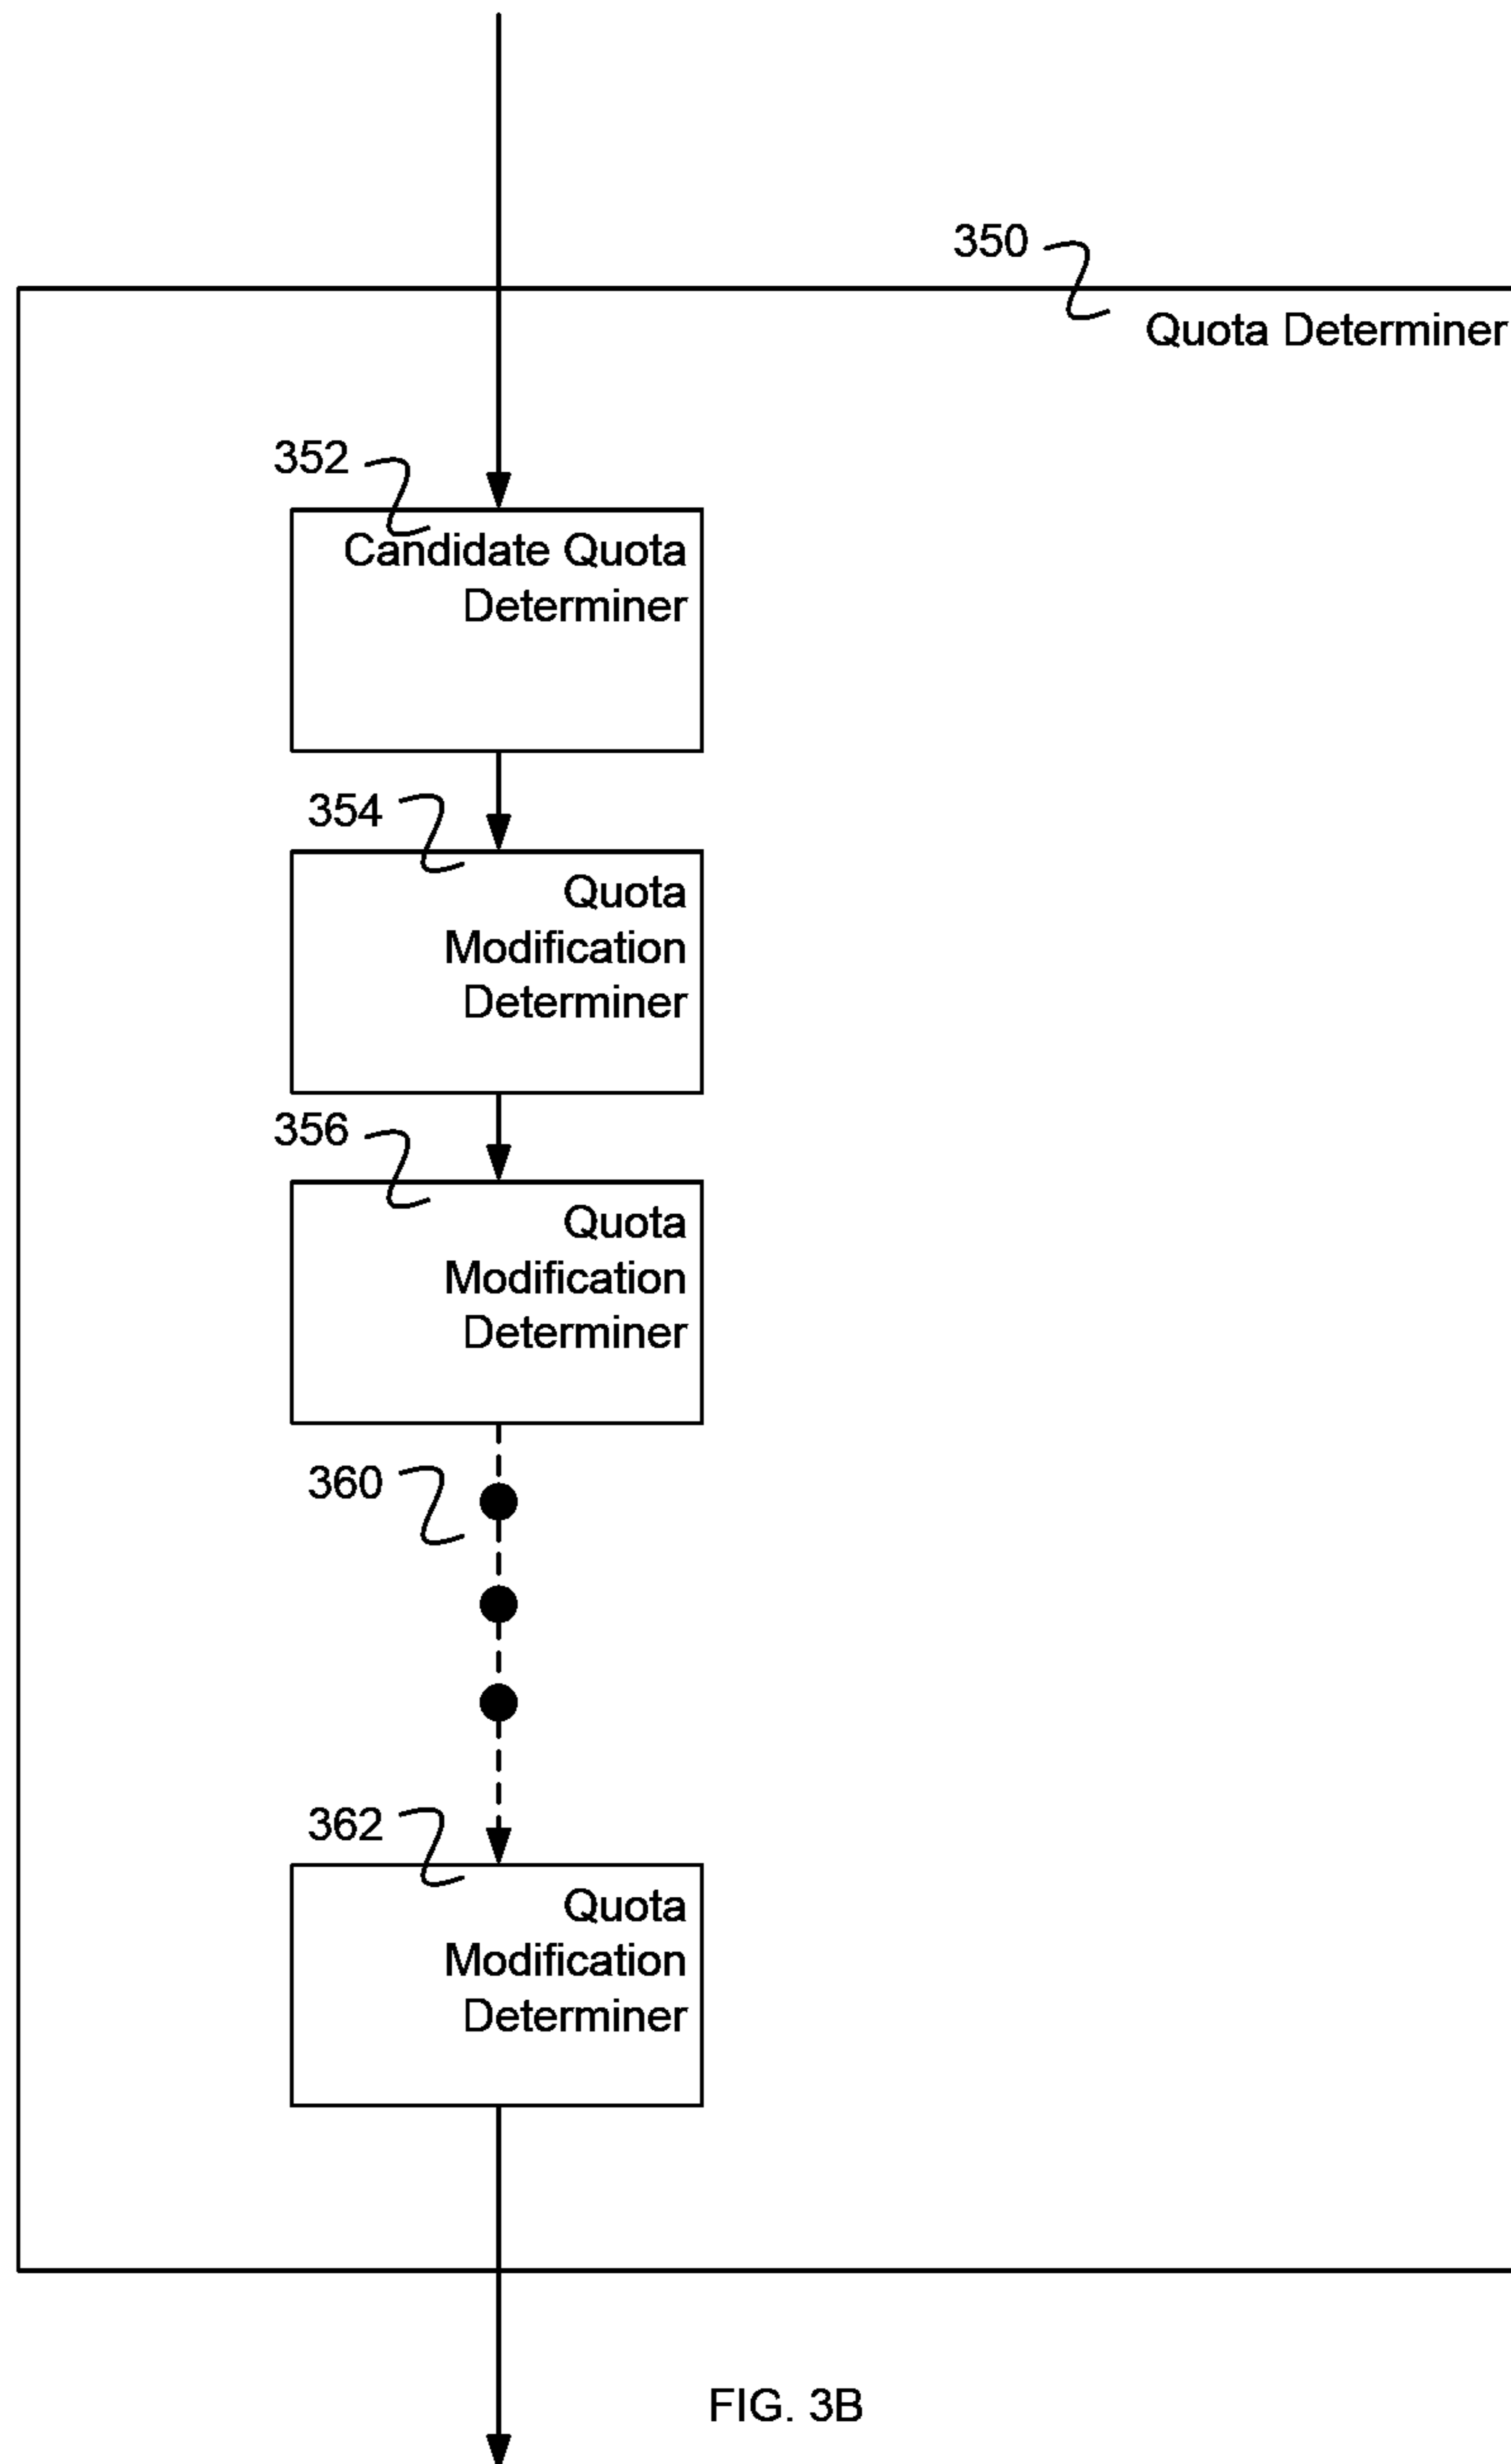 350
Quota Determiner
352
Candidate Quota
Determiner
354
Quota
Modification
Determiner
356
Quota
Modification
Determiner
360
362
Quota
Modification
Determiner
FIG. 3B